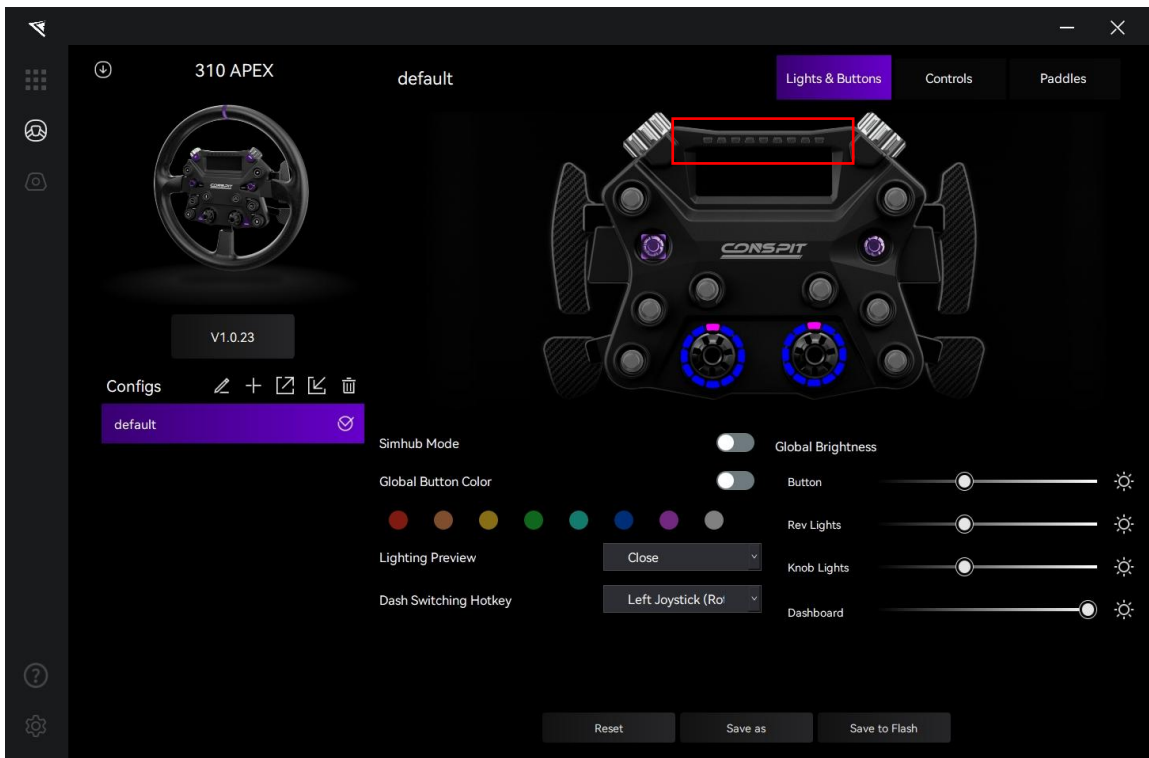 310 APEX
default
Lights & Buttons
Controls
Paddles
CONSPIT
V1.0.23
Configs
default
Simhub Mode
Global Brightness
Global Button Color
Button
Rev Lights
Lighting Preview
Close
Knob Lights
Dash Switching Hotkey
Left Joystick (Rot
Dashboard
?
Reset
Save as
Save to Flash